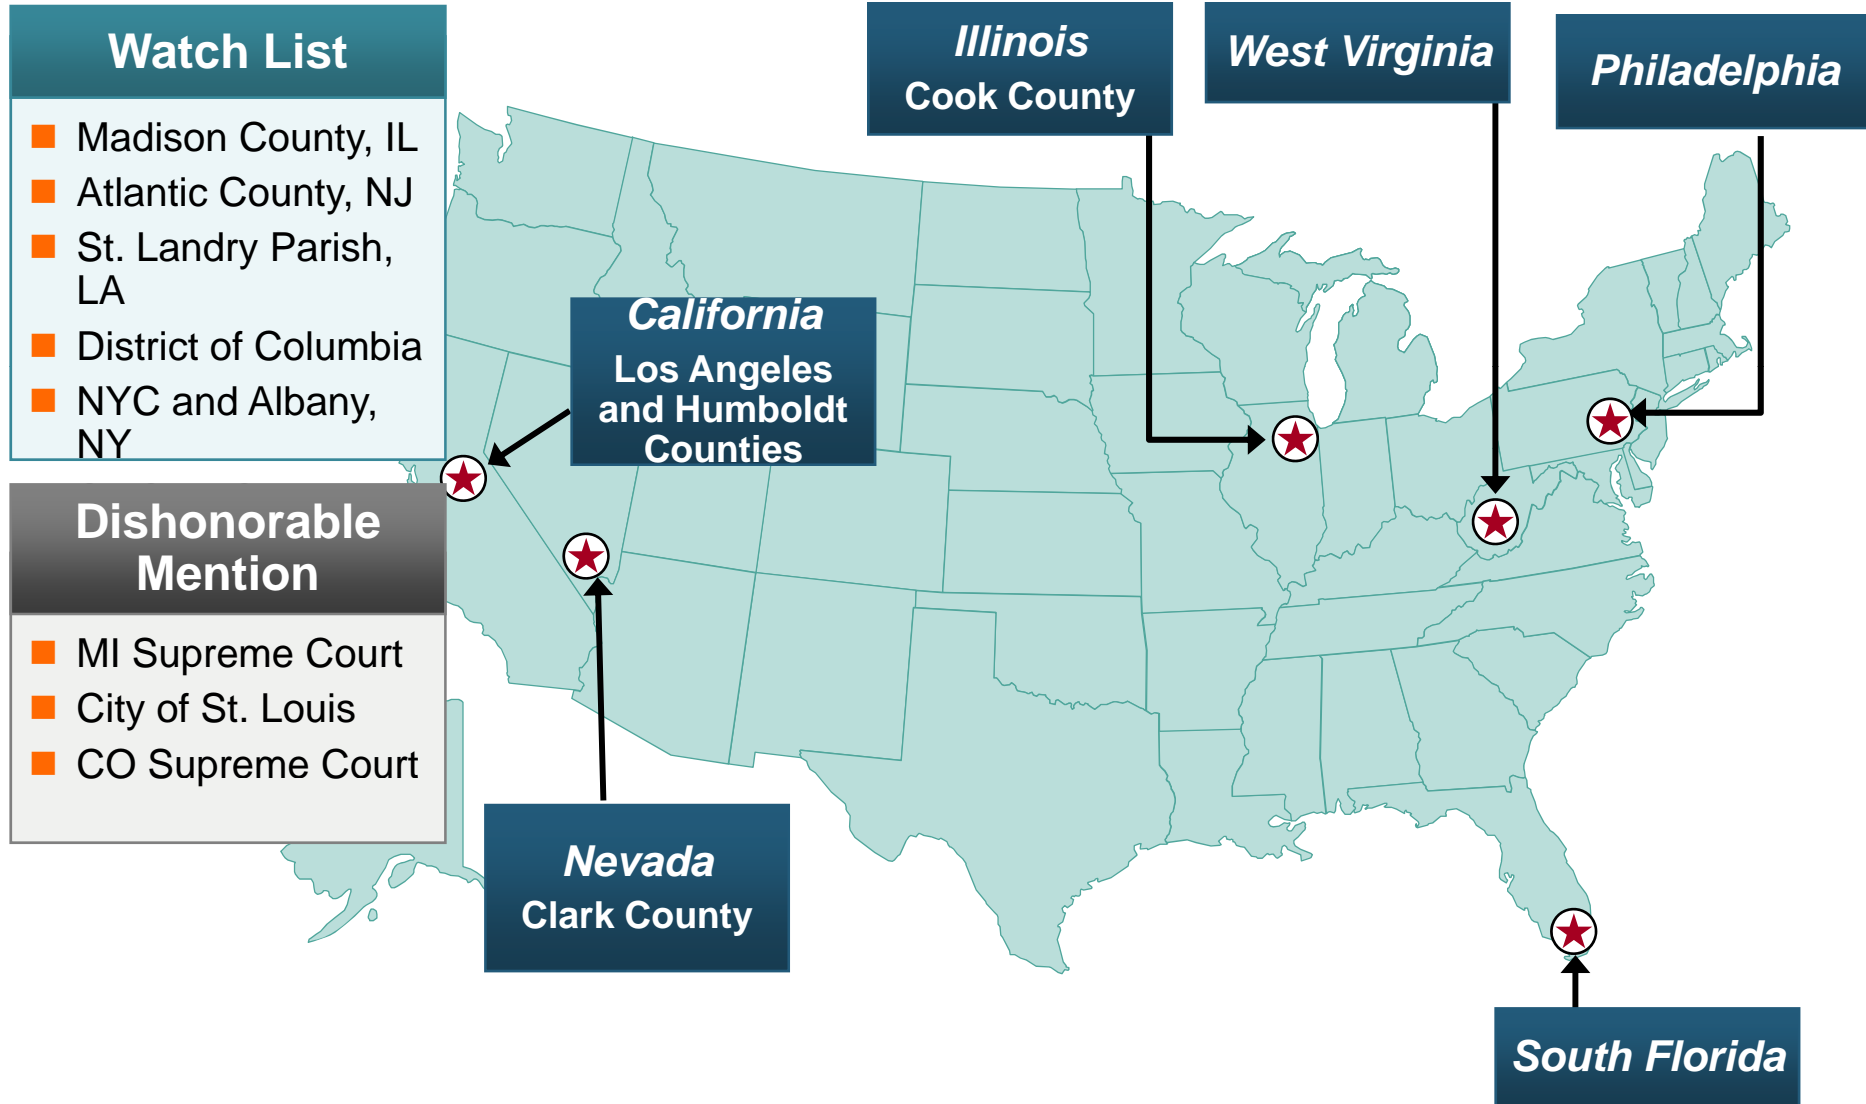 Watch List
Madison County, IL
Atlantic County, NJ
St. Landry Parish,
LA
District of Columbia
NYC and Albany,
NY
Dishonorable
Mention
MI Supreme Court
City of St. Louis
CO Supreme Court
Illinois
Cook County
West Virginia
Philadelphia
California
Los Angeles
and Humboldt
Counties
Nevada
Clark County
South Florida